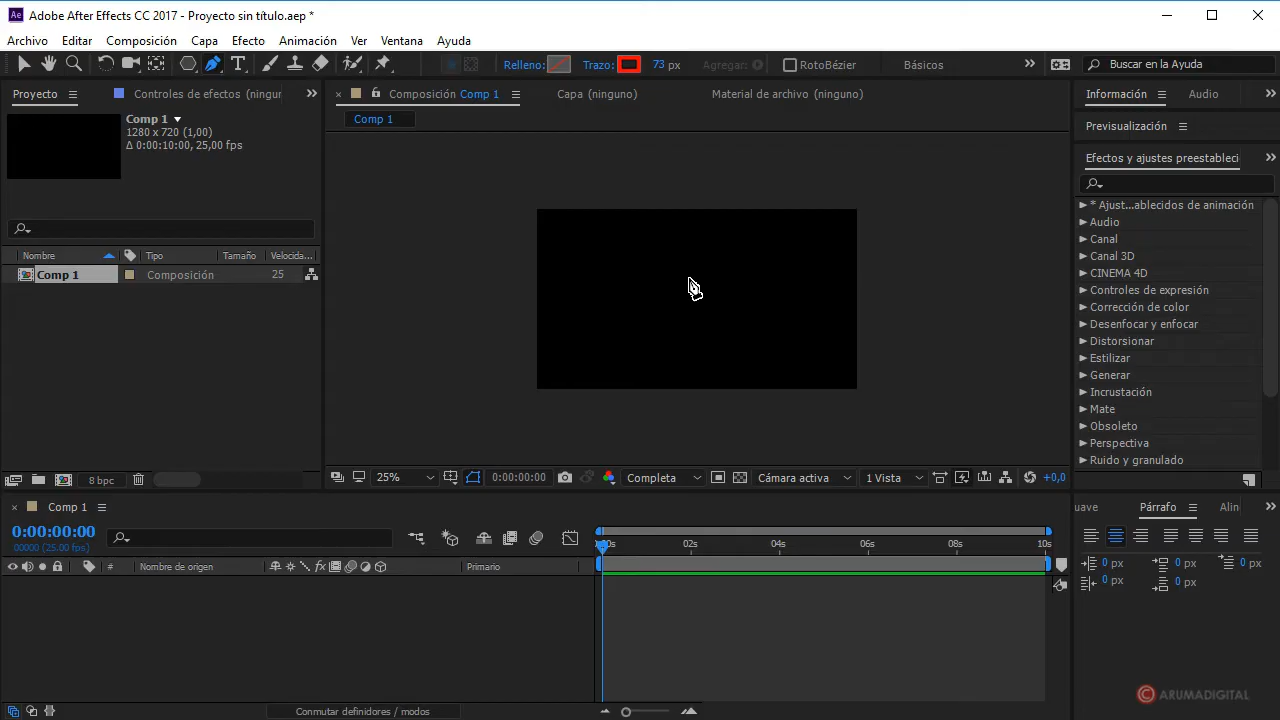 Ae Adobe After Effects CC 2017 - Proyecto sin título.aep *
Archivo Editar Composición Capa Efecto Animación Ver Ventana Ayuda
Relleno: Trazo: 73 px Agregar: RotoBézier Básicos Buscar en la Ayuda
Proyecto Controles de efectos (ningur
Composición Comp 1 Capa (ninguno) Material de archivo (ninguno)
Información Audio
Comp 1
1280 x 720 (1,00)
Δ 0:00:10:00, 25,00 fps
Comp 1
Previsualización
Efectos y ajustes preestableci
* Ajust...ablecidos de animación
Audio
Canal
Canal 3D
CINEMA 4D
Controles de expresión
Corrección de color
Desenfocar y enfocar
Distorsionar
Estilizar
Generar
Incrustación
Mate
Obsoleto
Perspectiva
Ruido y granulado
Nombre Tipo Tamaño Velocida...
Comp 1 Composición 25
8 bpc
25% 0:00:00:00 Completa Cámara activa 1 Vista +0,0
Comp 1
0:00:00:00
00000 (25.00 fps)
# Nombre de origen fx Primario
:00s 02s 04s 06s 08s 10s
uave Párrafo Alin
0 px 0 px 0 px
0 px 0 px
Conmutar definidores / modos
© ARUMADIGITAL